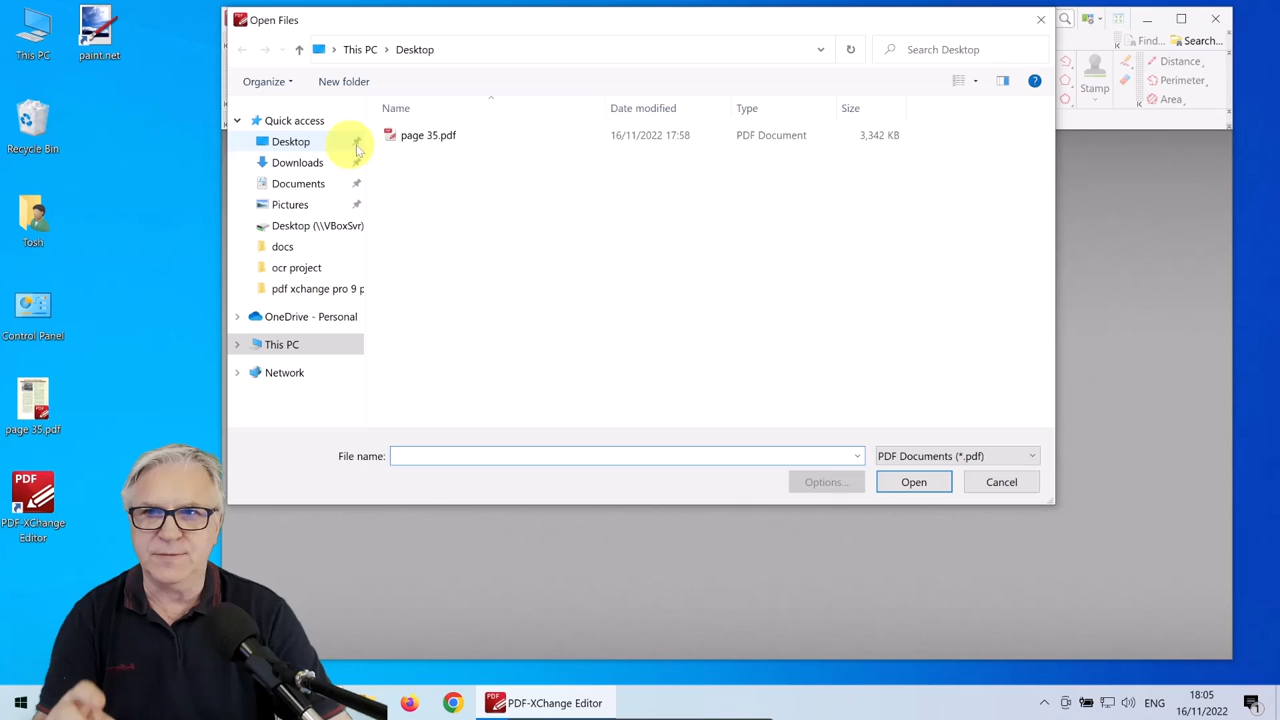 This PC
paint.net
Recycle Bin
Tosh
Control Panel
page 35.pdf
PDF
PDF-XChange
Editor
Open Files
This PC
Desktop
Search Desktop
Organize
New folder
Name
Date modified
Type
Size
page 35.pdf
16/11/2022 17:58
PDF Document
3,342 KB
Quick access
Desktop
Downloads
Documents
Pictures
Desktop (\\VBoxSvr)
docs
ocr project
pdf xchange pro 9 p
OneDrive - Personal
This PC
Network
File name:
PDF Documents (*.pdf)
Options...
Open
Cancel
Find...
Search...
Stamp
Distance
Perimeter
Area
PDF-XChange Editor
ENG
18:05
16/11/2022
1